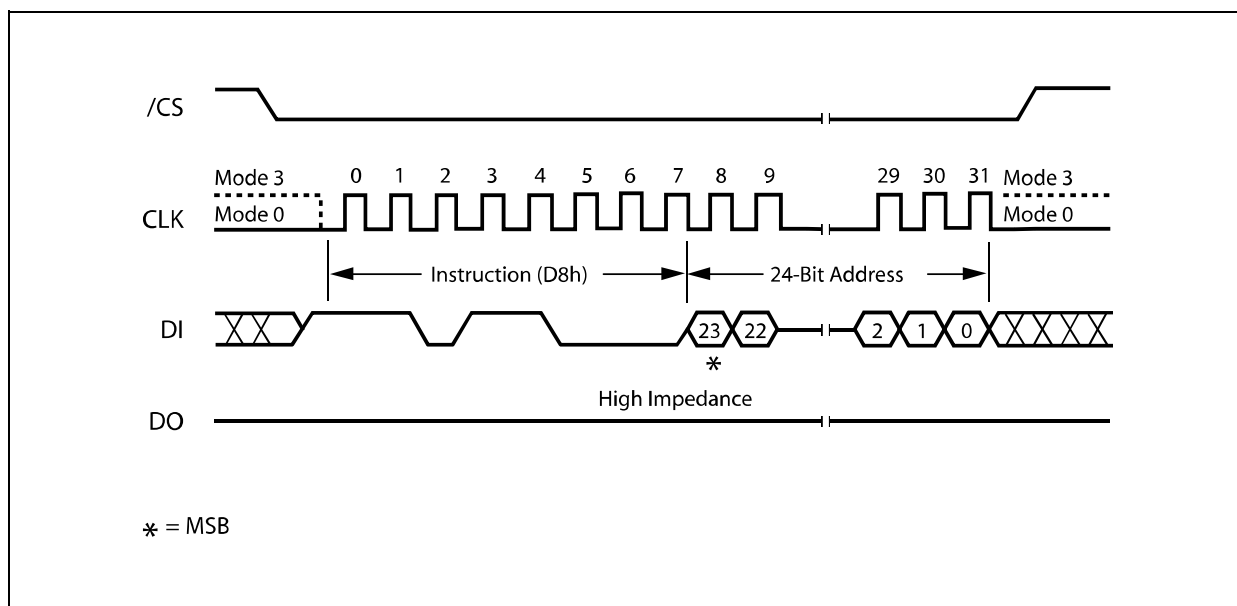 /CS
Mode 3 0 1 2 3 4 5 6 7 8 9 29 30 31 Mode 3
CLK Mode 0 Mode 0
Instruction (D8h) 24-Bit Address
DI 23 22 2 1 0
*
High Impedance
DO
* = MSB